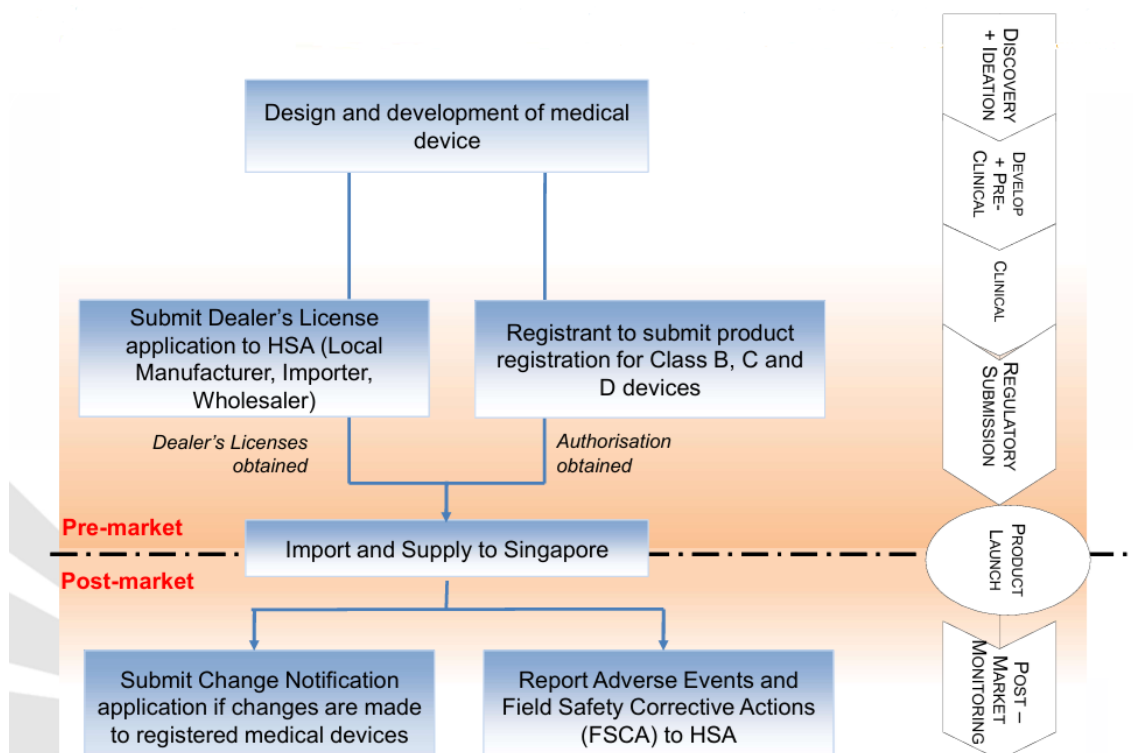 Design and development of medical
device
Submit Dealer's License
application to HSA (Local
Manufacturer, Importer,
Wholesaler)
Registrant to submit product
registration for Class B, C and
D devices
Dealer's Licenses
obtained
Authorisation
obtained
Pre-market
Import and Supply to Singapore
Post-market
Submit Change Notification
application if changes are made
to registered medical devices
Report Adverse Events and
Field Safety Corrective Actions
(FSCA) to HSA
DISCOVERY
+ IDEATION
DEVELOP
+ PRE-
CLINICAL
CLINICAL
REGULATORY
SUBMISSION
PRODUCT
LAUNCH
POST –
MARKET
MONITORING